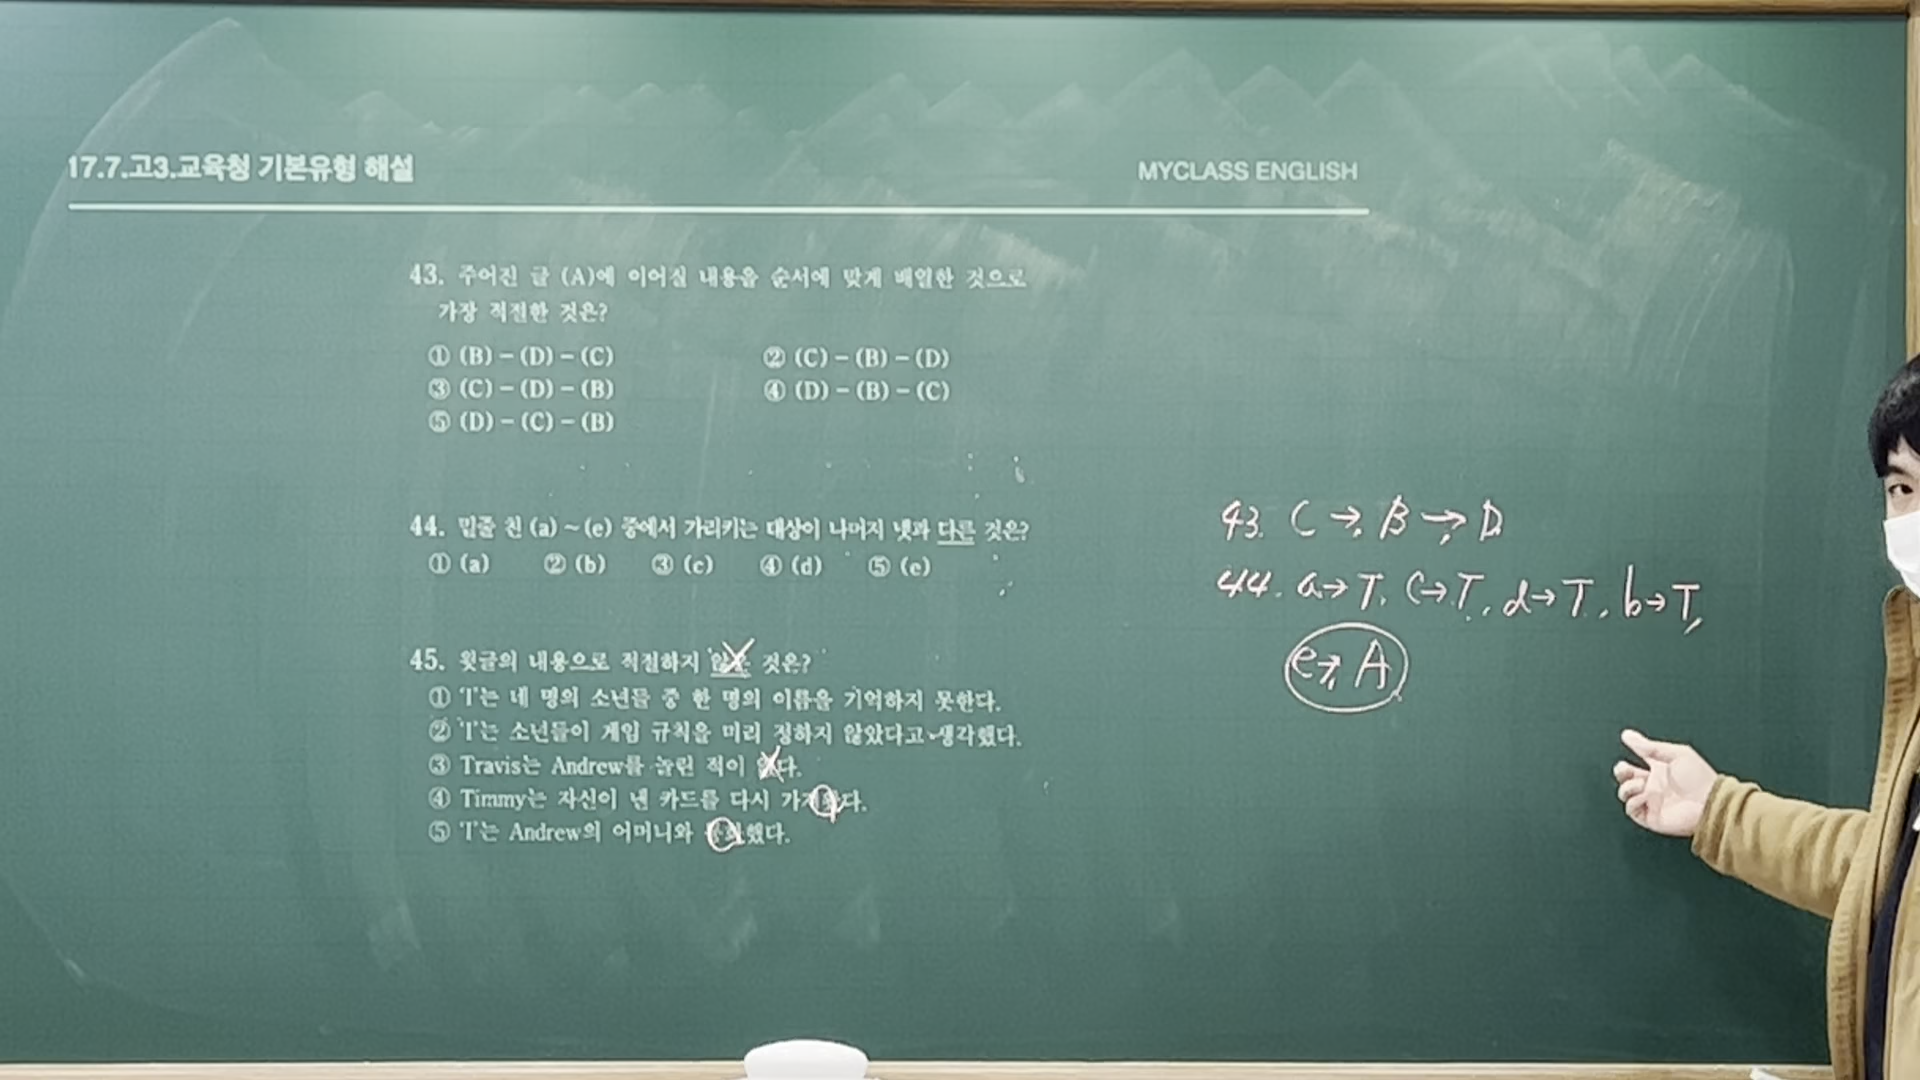 17.7.고3.교육청 기본유형 해설
MYCLASS ENGLISH
43. 주어진 글 (A)에 이어질 내용을 순서에 맞게 배열한 것으로
가장 적절한 것은?
① (B) - (D) - (C)
② (C) - (B) - (D)
③ (C) - (D) - (B)
④ (D) - (B) - (C)
⑤ (D) - (C) - (B)
44. 밑줄 친 (a) ~ (e) 중에서 가리키는 대상이 나머지 넷과 다른 것은?
① (a) ② (b) ③ (c) ④ (d) ⑤ (e)
45. 윗글의 내용으로 적절하지 않은 것은?
① 'I'는 네 명의 소년들 중 한 명의 이름을 기억하지 못한다.
② 'I'는 소년들이 게임 규칙을 미리 정하지 않았다고 생각했다.
③ Travis는 Andrew를 놀린 적이 없다.
④ Timmy는 자신이 낸 카드를 다시 가져왔다.
⑤ 'I'는 Andrew의 어머니와 통화했다.
43. C → B → D
44. a→T, C→T, d→T, b→T,
e→A